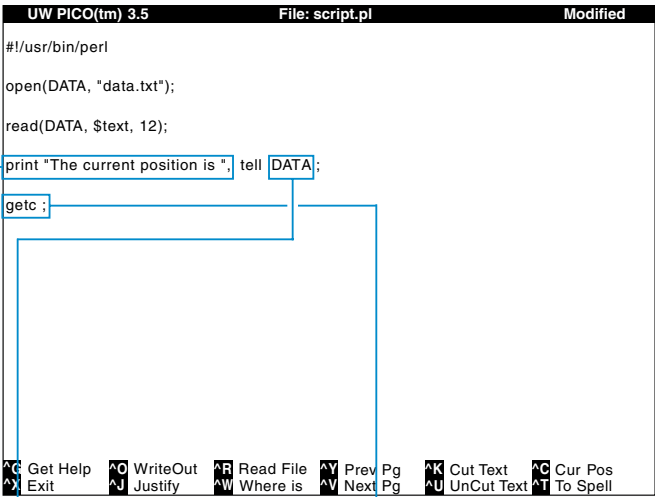 UW PICO(tm) 3.5 File: script.pl Modified
#!/usr/bin/perl
open(DATA, "data.txt");
read(DATA, $text, 12);
print "The current position is ", tell DATA;
getc ;
^G Get Help ^O WriteOut ^R Read File ^Y Prev Pg ^K Cut Text ^C Cur Pos
^X Exit ^J Justify ^W Where is ^V Next Pg ^U UnCut Text ^T To Spell